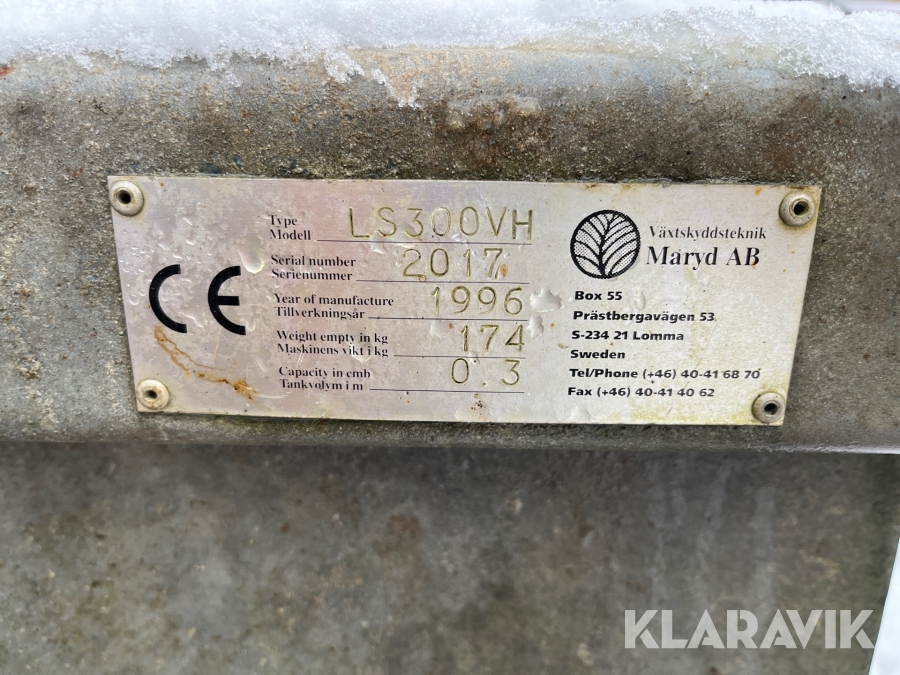 CE
Type
Modell LS300VH
Serial number
Serienummer 2017
Year of manufacture
Tillverkningsår 1996
Weight empty in kg
Maskinens vikt i kg 174
Capacity in cmb
Tankvolym i m 0.3
Växtskyddsteknik
Maryd AB
Box 55
Prästbergavägen 53
S-234 21 Lomma
Sweden
Tel/Phone (+46) 40-41 68 70
Fax (+46) 40-41 40 62
KLARAVIK